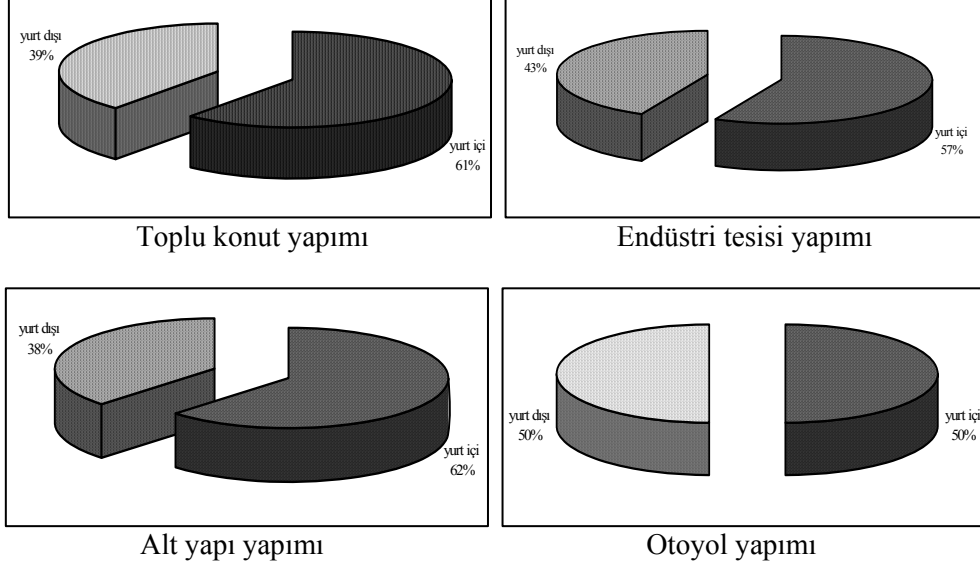 yurt dışı
39%
yurt içi
61%
Toplu konut yapımı
yurt dışı
43%
yurt içi
57%
Endüstri tesisi yapımı
yurt dışı
38%
yurt içi
62%
Alt yapı yapımı
yurt dışı
50%
yurt içi
50%
Otoyol yapımı